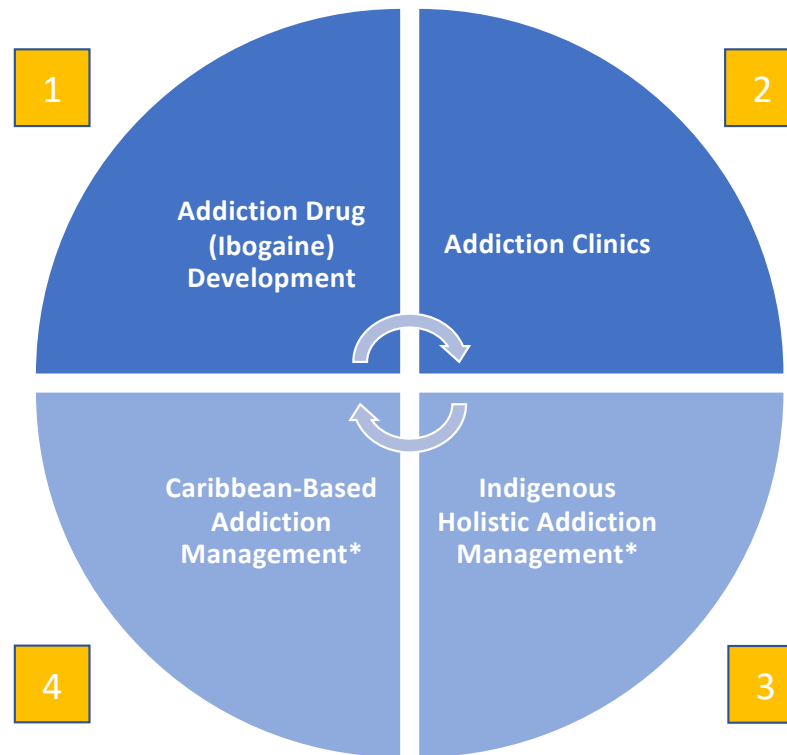 1
2
Addiction Drug
(Ibogaine)
Development
Addiction Clinics
Caribbean-Based
Addiction
Management*
Indigenous
Holistic Addiction
Management*
4
3